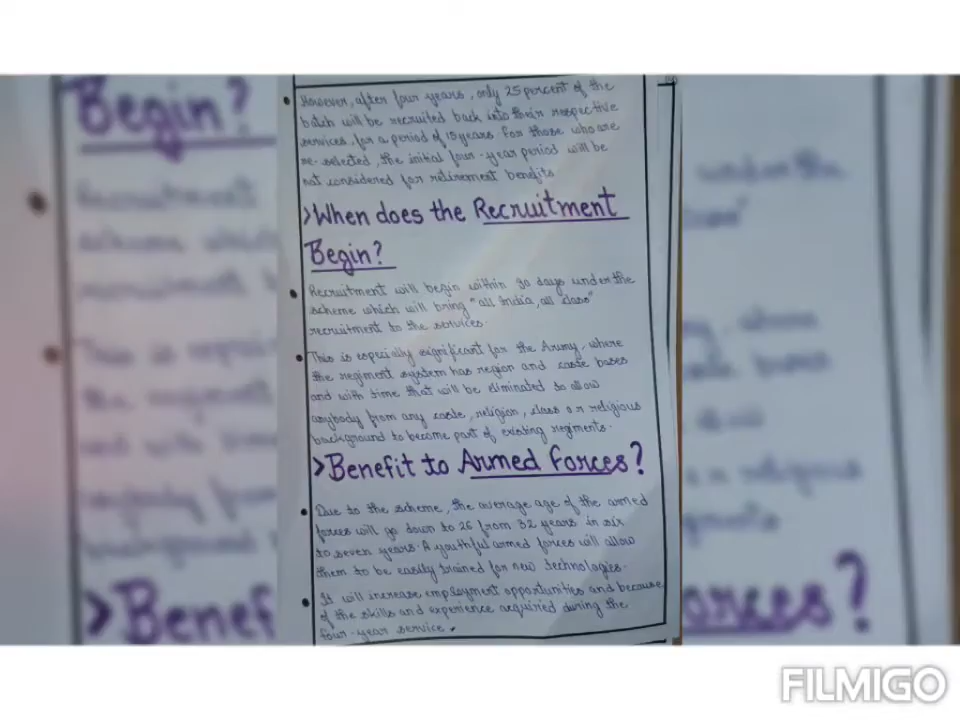 However, after four years, only 25 percent of the
batch will be recruited back into their respective
services, for a period of 15 years. For those who are
re-selected, the initial four-year period will be
not considered for retirement benefits
>When does the Recruitment
Begin?
Recruitment will begin within 90 days under the
scheme which will bring "all India, all class"
recruitment to the services.
This is especially significant for the Army, where
the regiment system has region and caste bases
and with time that will be eliminated to allow
anybody from any caste, religion, class or religious
background to become part of existing regiments.
>Benefit to Armed Forces?
Due to the scheme, the average age of the armed
forces will go down to 26 from 32 years in six
to seven years. A youthful armed forces will allow
them to be easily trained for new technologies.
It will increase employment opportunities and because
of the skills and experience acquired during the
four-year service.
FILMIGO